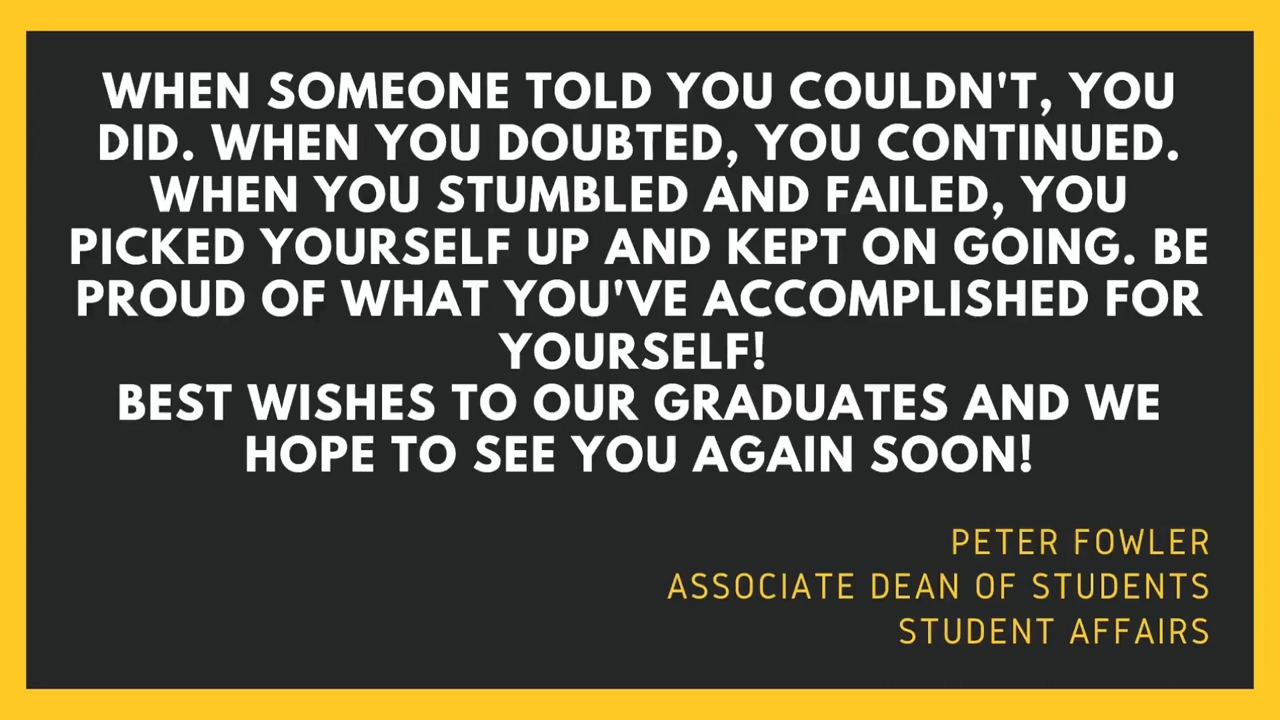 WHEN SOMEONE TOLD YOU COULDN'T, YOU
DID. WHEN YOU DOUBTED, YOU CONTINUED.
WHEN YOU STUMBLED AND FAILED, YOU
PICKED YOURSELF UP AND KEPT ON GOING. BE
PROUD OF WHAT YOU'VE ACCOMPLISHED FOR
YOURSELF!
BEST WISHES TO OUR GRADUATES AND WE
HOPE TO SEE YOU AGAIN SOON!
PETER FOWLER
ASSOCIATE DEAN OF STUDENTS
STUDENT AFFAIRS